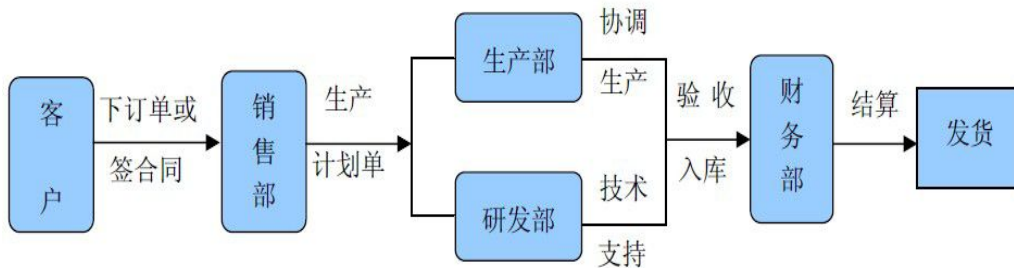 客户
下订单或
签合同
销售部
生产
计划单
生产部
研发部
协调
生产
技术
支持
验收
入库
财务部
结算
发货